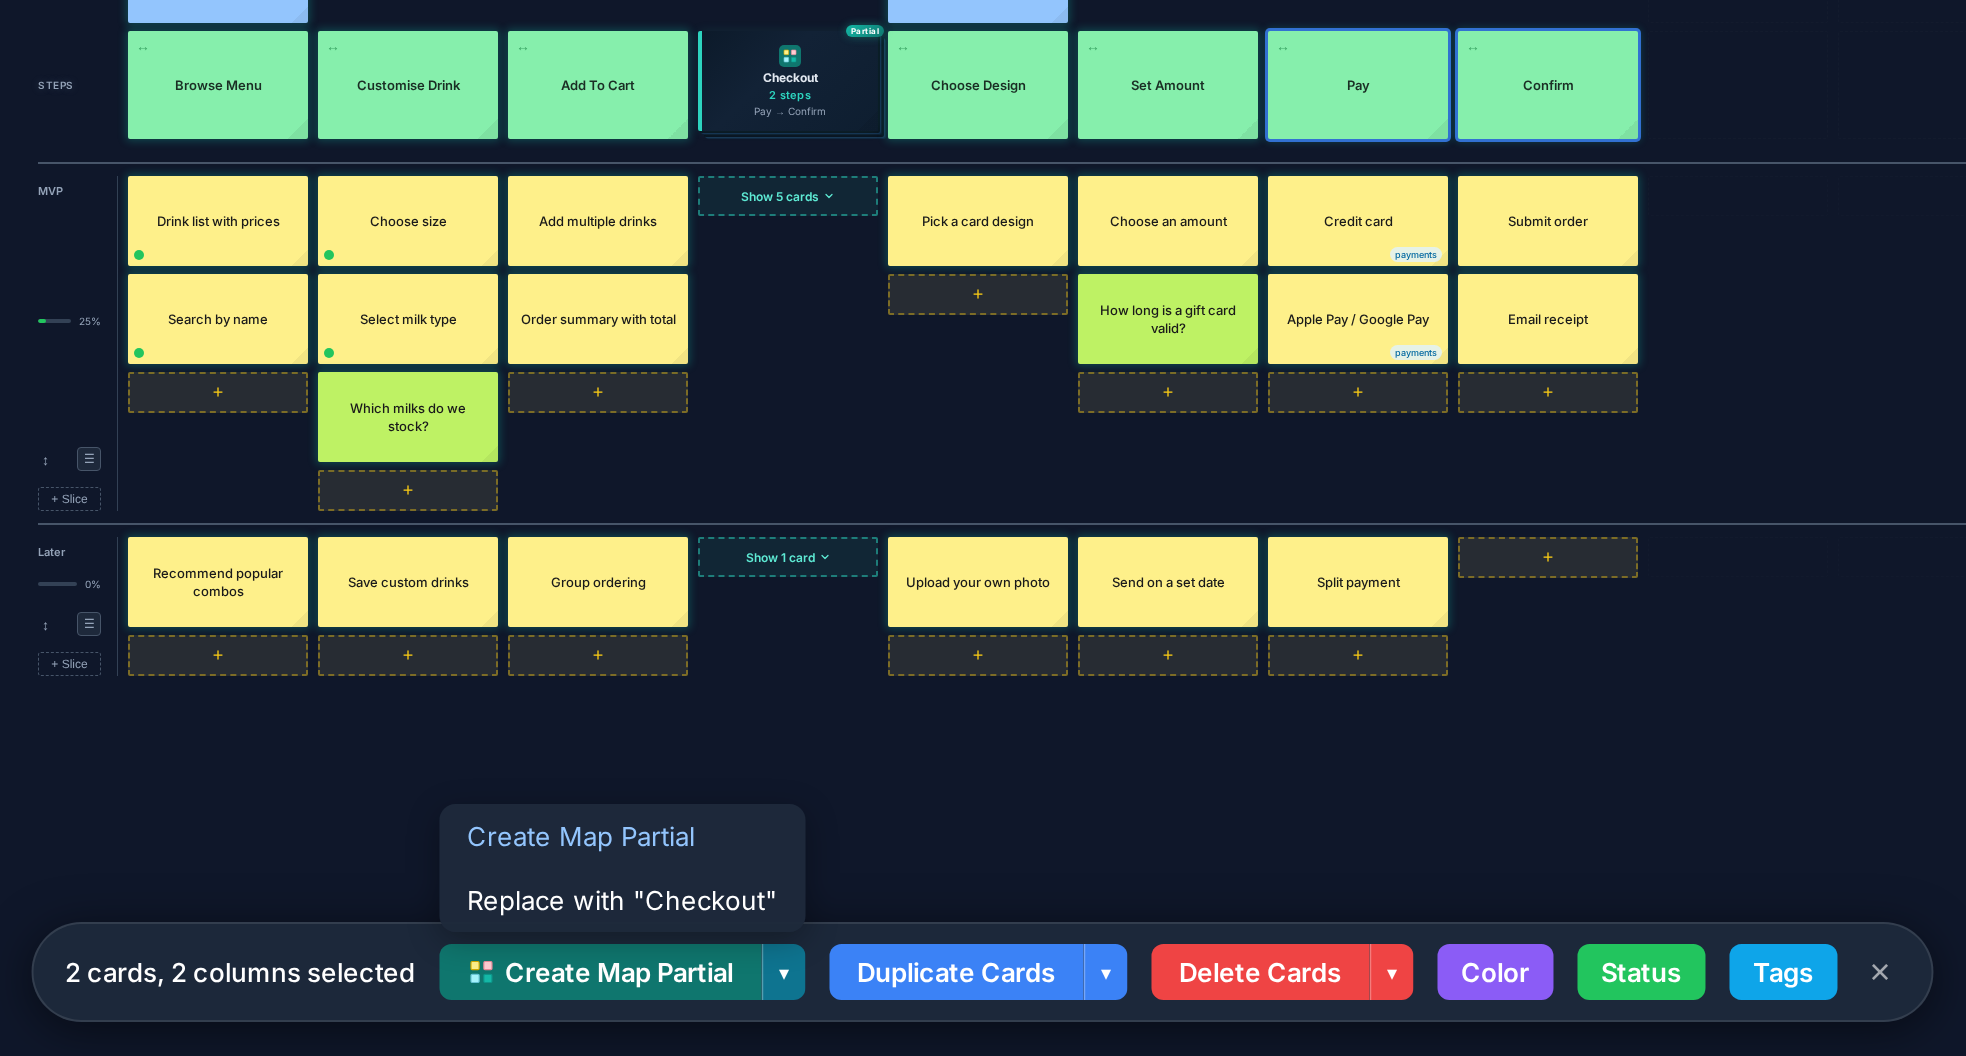 STEPS
Browse Menu
Customise Drink
Add To Cart
Partial
Checkout
2 steps
Pay → Confirm
Choose Design
Set Amount
Pay
Confirm
MVP
Drink list with prices
Choose size
Add multiple drinks
Show 5 cards
Pick a card design
Choose an amount
Credit card
payments
Submit order
25%
Search by name
Select milk type
Order summary with total
+
How long is a gift card
valid?
Apple Pay / Google Pay
payments
Email receipt
+
Which milks do we
stock?
+
+
+
+
+
+ Slice
Later
0%
Recommend popular
combos
Save custom drinks
Group ordering
Show 1 card
Upload your own photo
Send on a set date
Split payment
+
+ Slice
+
+
+
+
+
+
Create Map Partial
Replace with "Checkout"
2 cards, 2 columns selected
Create Map Partial
Duplicate Cards
Delete Cards
Color
Status
Tags